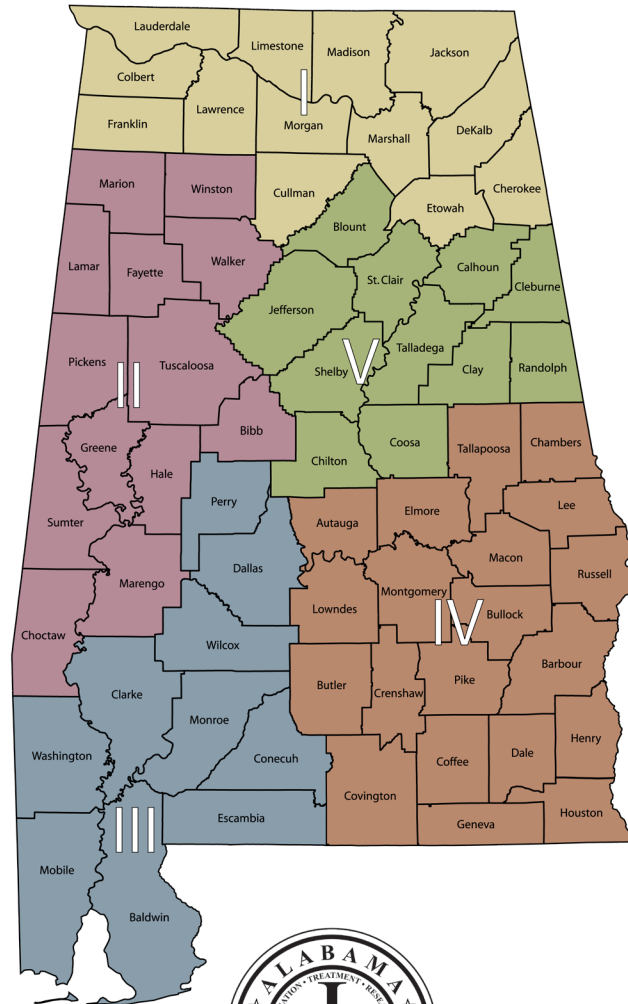 Lauderdale
Limestone
Madison
Jackson
Colbert
Lawrence
Franklin
I
Morgan
Marshall
DeKalb
Marion
Winston
Cullman
Etowah
Cherokee
Blount
Lamar
Fayette
Walker
St. Clair
Calhoun
Cleburne
Jefferson
Pickens
Tuscaloosa
Shelby
V
Talladega
Clay
Randolph
II
Greene
Bibb
Hale
Chilton
Coosa
Tallapoosa
Chambers
Sumter
Perry
Autauga
Elmore
Lee
Macon
Russell
Marengo
Dallas
Lowndes
Montgomery
IV
Bullock
Choctaw
Wilcox
Butler
Crenshaw
Pike
Barbour
Clarke
Monroe
Washington
Conecuh
Covington
Coffee
Dale
Henry
III
Escambia
Geneva
Houston
Mobile
Baldwin
ALABAMA
TREATMENT